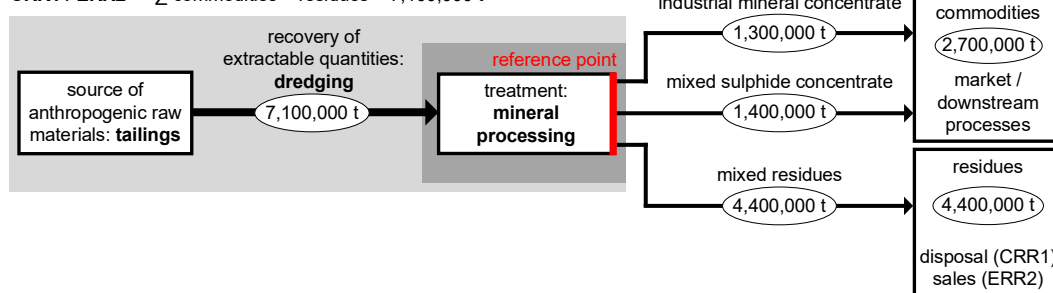 industrial mineral concentrate
1,300,000 t
commodities
2,700,000 t
market /
downstream
processes
recovery of
extractable quantities:
dredging
7,100,000 t
reference point
source of
anthropogenic raw
materials: tailings
treatment:
mineral
processing
mixed sulphide concentrate
1,400,000 t
mixed residues
4,400,000 t
residues
4,400,000 t
disposal (CRR1)
sales (ERR2)